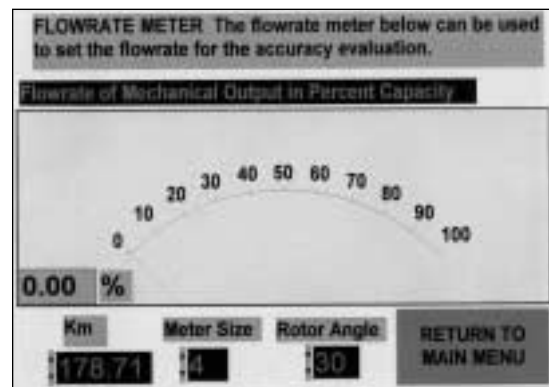 FLOWRATE METER The flowrate meter below can be used
to set the flowrate for the accuracy evaluation.
Flowrate of Mechanical Output in Percent Capacity
0 10 20 30 40 50 60 70 80 90 100
0.00 %
Km Meter Size Rotor Angle
178.71 4 30
RETURN TO
MAIN MENU